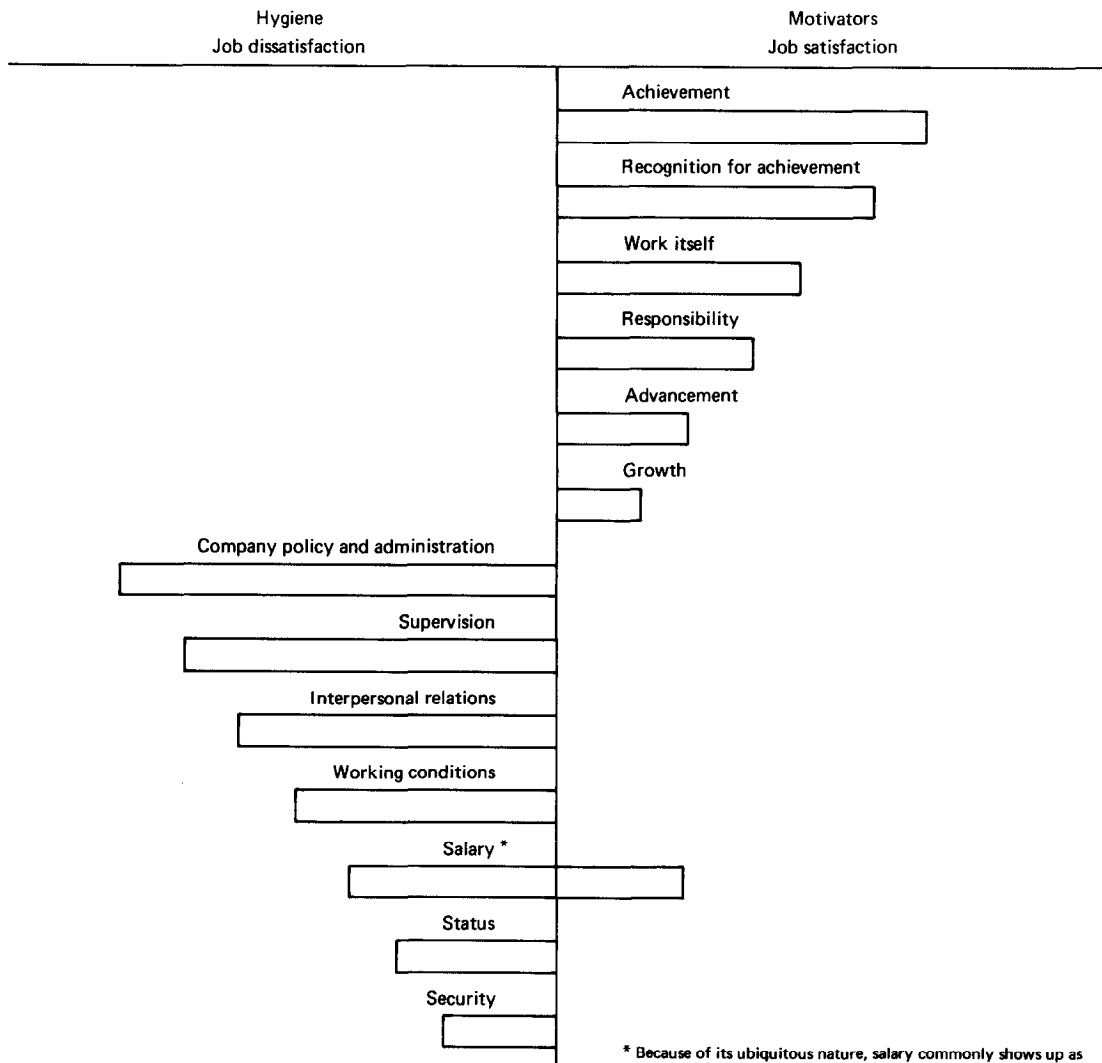 Hygiene
Job dissatisfaction
Motivators
Job satisfaction
Achievement
Recognition for achievement
Work itself
Responsibility
Advancement
Growth
Company policy and administration
Supervision
Interpersonal relations
Working conditions
Salary *
Status
Security
* Because of its ubiquitous nature, salary commonly shows up as